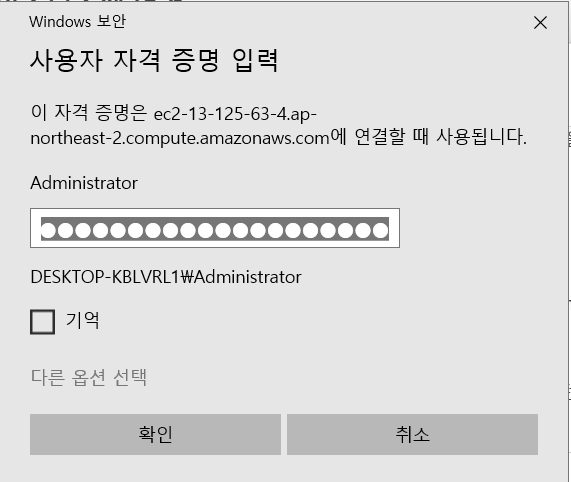 Windows 보안
사용자 자격 증명 입력
이 자격 증명은 ec2-13-125-63-4.ap-
northeast-2.compute.amazonaws.com에 연결할 때 사용됩니다.
Administrator
●●●●●●●●●●●●●●●●●●●●
DESKTOP-KBLVRL1₩Administrator
기억
다른 옵션 선택
확인
취소